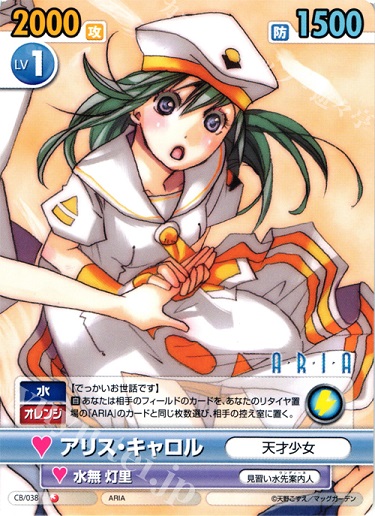 2000 攻
防 1500
LV 1
A・R・I・A
水
オレンジ
【でっかいお世話です】
自 あなたは相手のフィールドのカードを、あなたのリタイヤ置
場の「ARIA」のカードと同じ枚数選び、相手の控え室に置く。
アリス・キャロル
天才少女
水無 灯里
見習い水先案内人
CB/038
ARIA
©天野こずえ/マッグガーデン